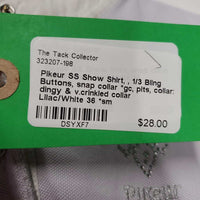 The Tack Collector
323207-198
Pikeur SS Show Shirt, , 1/3 Bling
Buttons, snap collar *gc, pits, collar:
dingy & v.crinkled collar
Lilac/White 36 *sm
$28.00
DSYXF7
PIKEUR